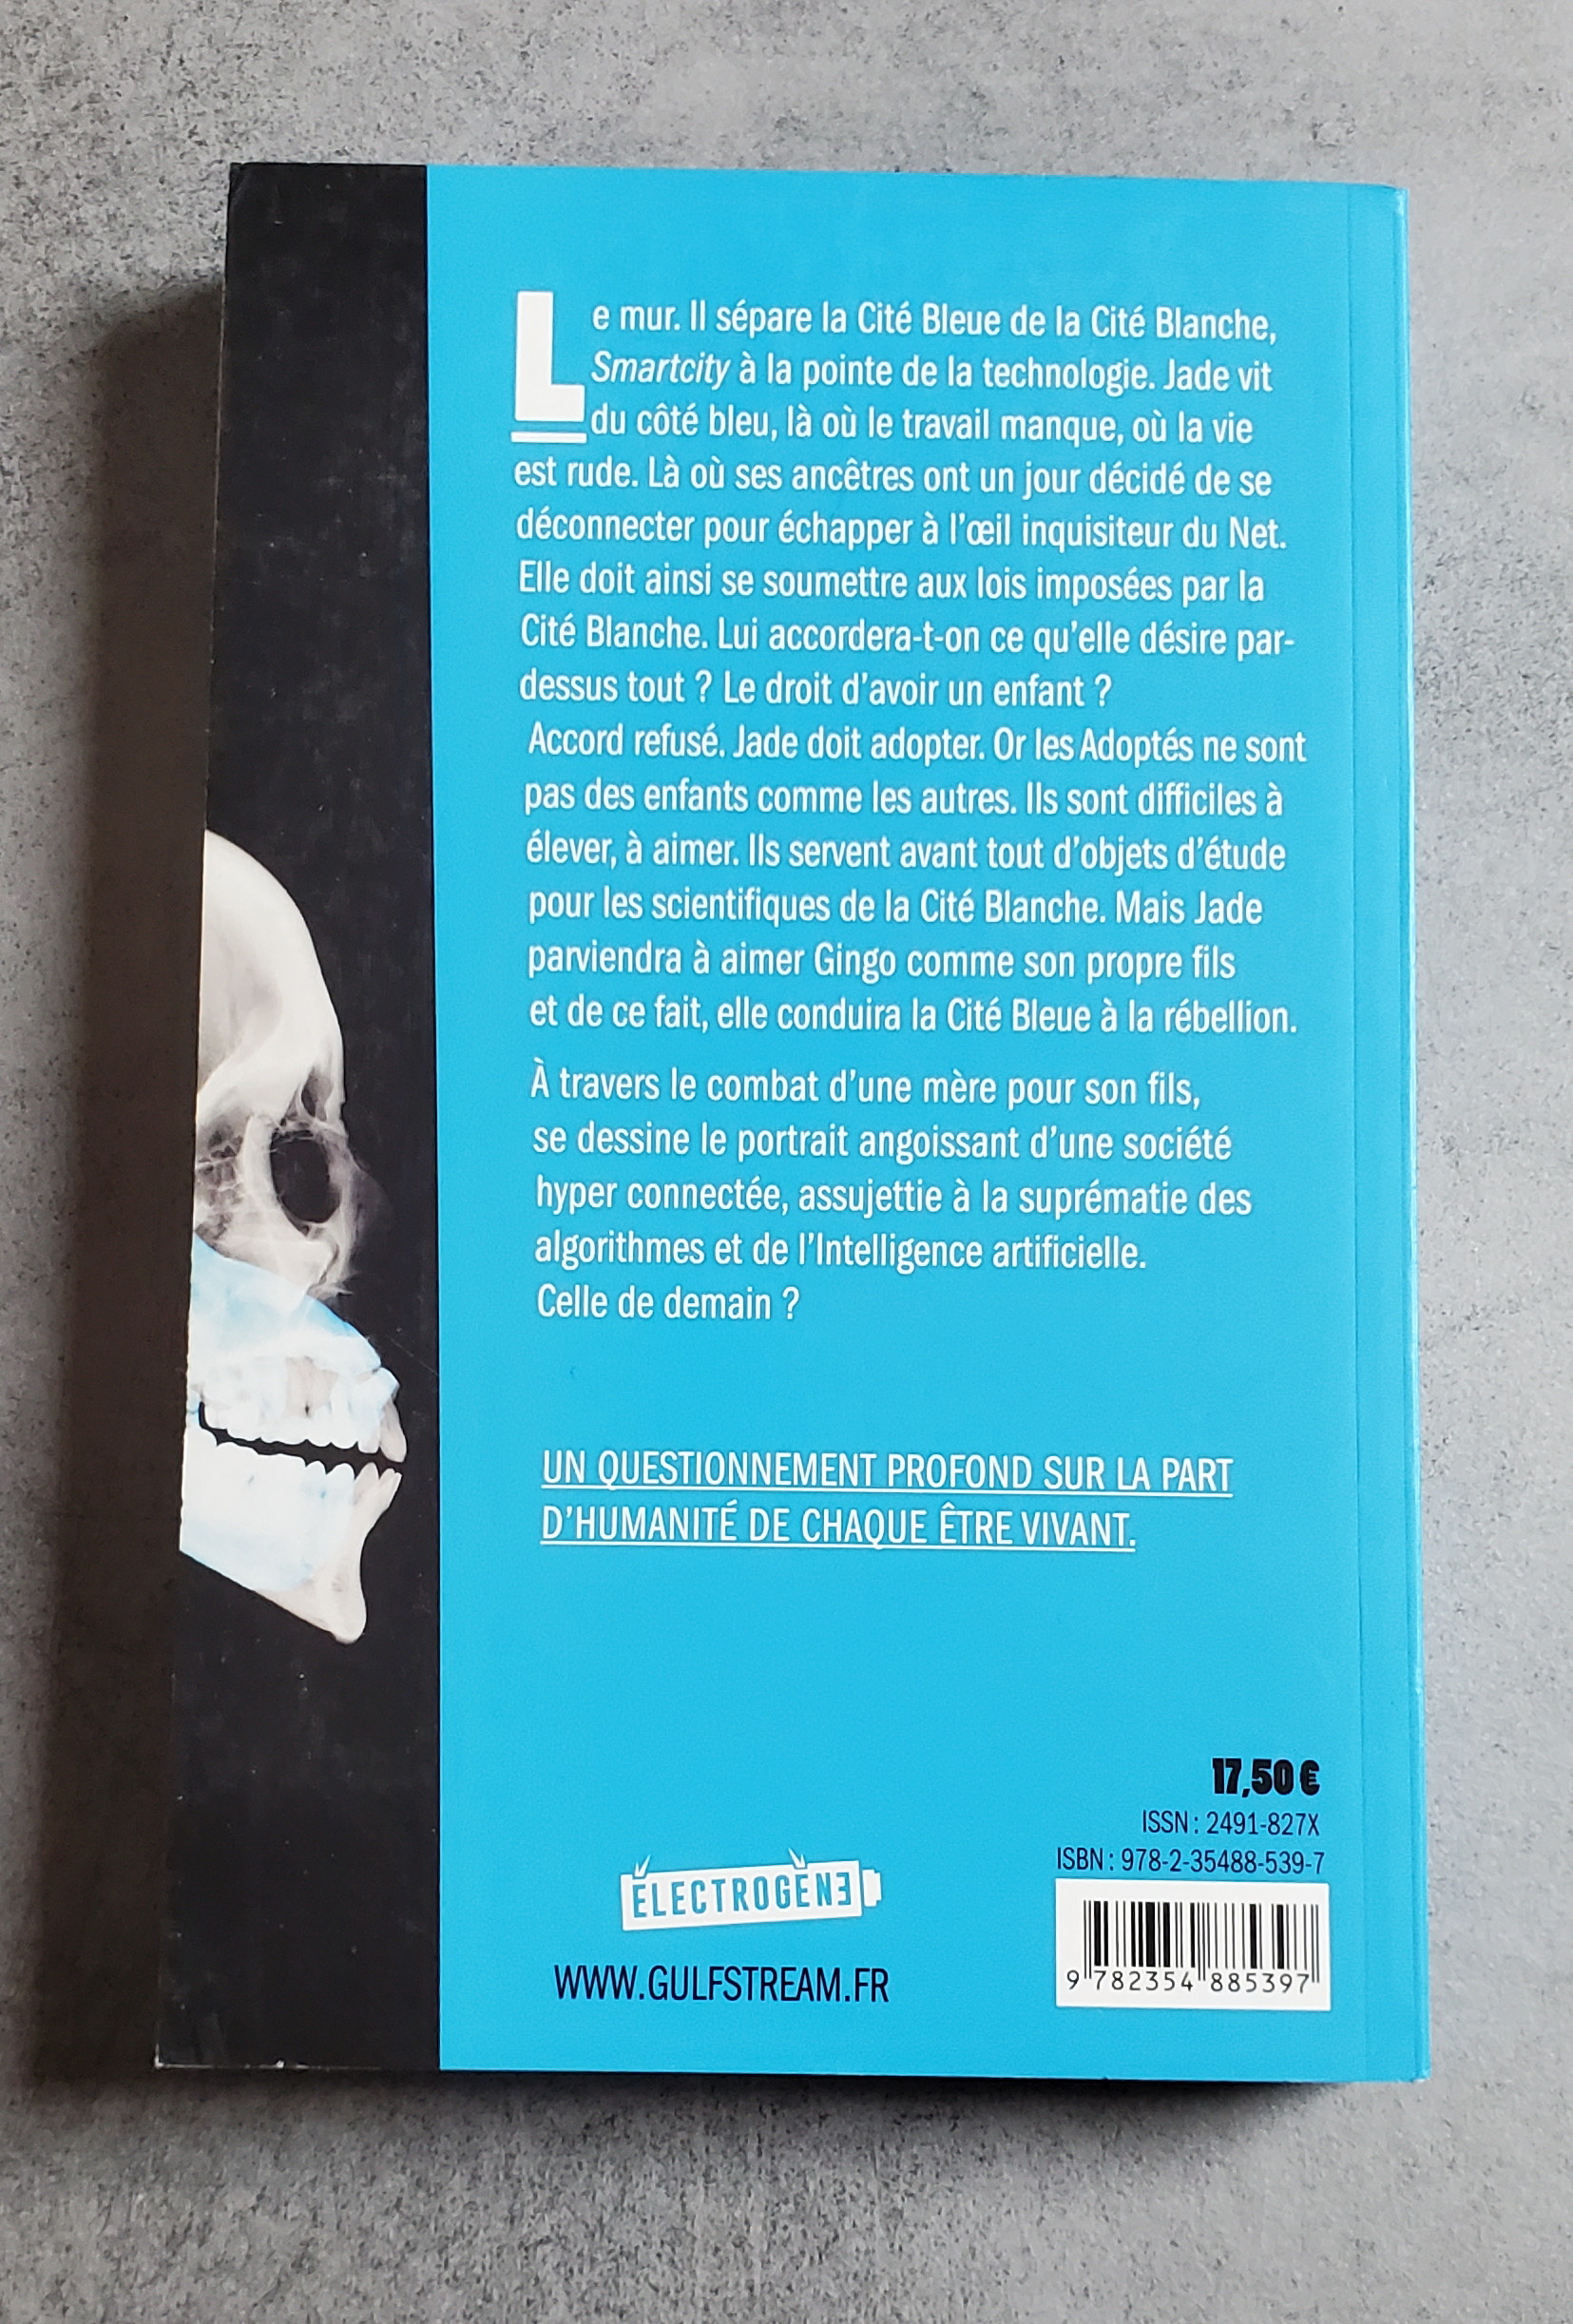 Le mur. Il sépare la Cité Bleue de la Cité Blanche,
Smartcity à la pointe de la technologie. Jade vit
du côté bleu, là où le travail manque, où la vie
est rude. Là où ses ancêtres ont un jour décidé de se
déconnecter pour échapper à l'œil inquisiteur du Net.
Elle doit ainsi se soumettre aux lois imposées par la
Cité Blanche. Lui accordera-t-on ce qu'elle désire par-
dessus tout ? Le droit d'avoir un enfant ?
Accord refusé. Jade doit adopter. Or les Adoptés ne sont
pas des enfants comme les autres. Ils sont difficiles à
élever, à aimer. Ils servent avant tout d'objets d'étude
pour les scientifiques de la Cité Blanche. Mais Jade
parviendra à aimer Gingo comme son propre fils
et de ce fait, elle conduira la Cité Bleue à la rébellion.
À travers le combat d'une mère pour son fils,
se dessine le portrait angoissant d'une société
hyper connectée, assujettie à la suprématie des
algorithmes et de l'Intelligence artificielle.
Celle de demain ?
UN QUESTIONNEMENT PROFOND SUR LA PART
D'HUMANITÉ DE CHAQUE ÊTRE VIVANT.
17,50 €
ISSN : 2491-827X
ISBN : 978-2-35488-539-7
ÉLECTROGÈNE
WWW.GULFSTREAM.FR
9 782354 885397